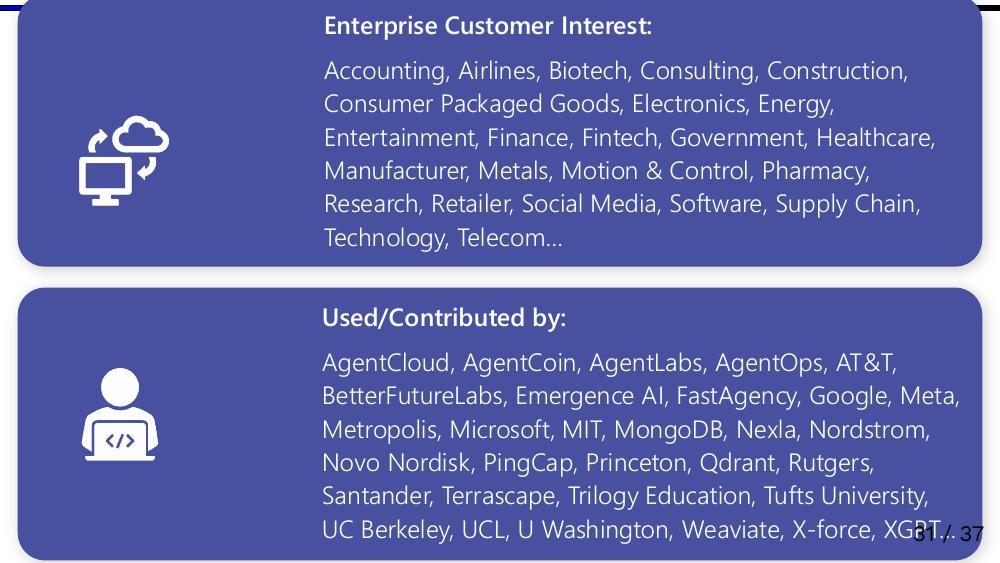 Enterprise Customer Interest:
Accounting, Airlines, Biotech, Consulting, Construction,
Consumer Packaged Goods, Electronics, Energy,
Entertainment, Finance, Fintech, Government, Healthcare,
Manufacturer, Metals, Motion & Control, Pharmacy,
Research, Retailer, Social Media, Software, Supply Chain,
Technology, Telecom...
Used/Contributed by:
AgentCloud, AgentCoin, AgentLabs, AgentOps, AT&T,
BetterFutureLabs, Emergence AI, FastAgency, Google, Meta,
Metropolis, Microsoft, MIT, MongoDB, Nexla, Nordstrom,
Novo Nordisk, PingCap, Princeton, Qdrant, Rutgers,
Santander, Terrascape, Trilogy Education, Tufts University,
UC Berkeley, UCL, U Washington, Weaviate, X-force, XGPT...
</>
31 / 37